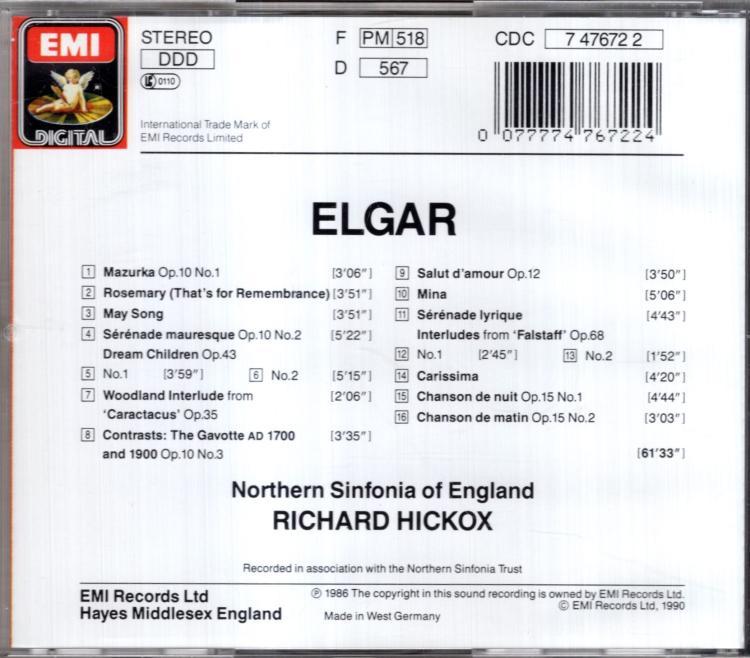 EMI
DIGITAL
STEREO
DDD
LC 0110
F PM 518
D 567
CDC 7 47672 2
0 077774 767224
International Trade Mark of
EMI Records Limited
ELGAR
1 Mazurka Op.10 No.1 [3'06"]
2 Rosemary (That's for Remembrance) [3'51"]
3 May Song [3'51"]
4 Sérénade mauresque Op.10 No.2 [5'22"]
Dream Children Op.43
5 No.1 [3'59"] 6 No.2 [5'15"]
7 Woodland Interlude from [2'06"]
'Caractacus' Op.35
8 Contrasts: The Gavotte AD 1700 [3'35"]
and 1900 Op.10 No.3
9 Salut d'amour Op.12 [3'50"]
10 Mina [5'06"]
11 Sérénade lyrique [4'43"]
Interludes from 'Falstaff' Op.68
12 No.1 [2'45"] 13 No.2 [1'52"]
14 Carissima [4'20"]
15 Chanson de nuit Op.15 No.1 [4'44"]
16 Chanson de matin Op.15 No.2 [3'03"]
[61'33"]
Northern Sinfonia of England
RICHARD HICKOX
Recorded in association with the Northern Sinfonia Trust
EMI Records Ltd
Hayes Middlesex England
℗ 1986 The copyright in this sound recording is owned by EMI Records Ltd.
© EMI Records Ltd, 1990
Made in West Germany